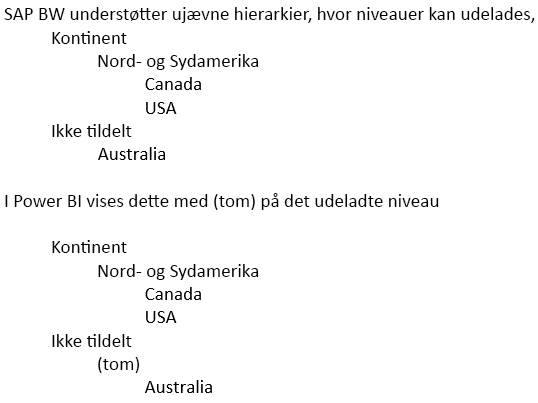 SAP BW understøtter ujævne hierarkier, hvor niveauer kan udelades,
Kontinent
Nord- og Sydamerika
Canada
USA
Ikke tildelt
Australia
I Power BI vises dette med (tom) på det udeladte niveau
Kontinent
Nord- og Sydamerika
Canada
USA
Ikke tildelt
(tom)
Australia